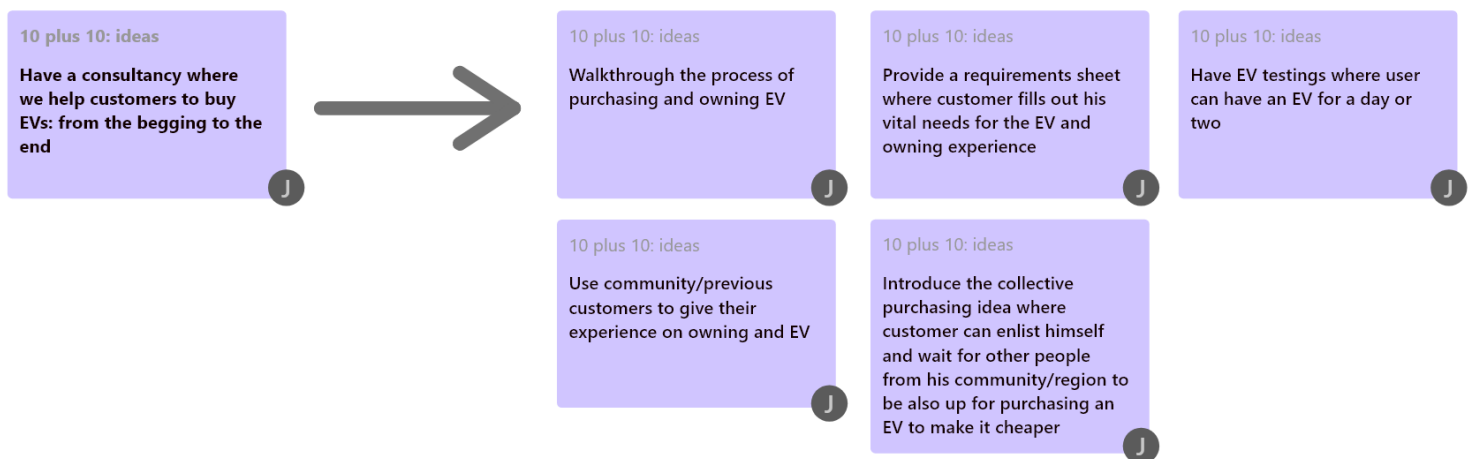 10 plus 10: ideas
Have a consultancy where
we help customers to buy
EVs: from the begging to the
end
J
10 plus 10: ideas
Walkthrough the process of
purchasing and owning EV
J
10 plus 10: ideas
Provide a requirements sheet
where customer fills out his
vital needs for the EV and
owning experience
J
10 plus 10: ideas
Have EV testings where user
can have an EV for a day or
two
J
10 plus 10: ideas
Use community/previous
customers to give their
experience on owning and EV
J
10 plus 10: ideas
Introduce the collective
purchasing idea where
customer can enlist himself
and wait for other people
from his community/region to
be also up for purchasing an
EV to make it cheaper
J